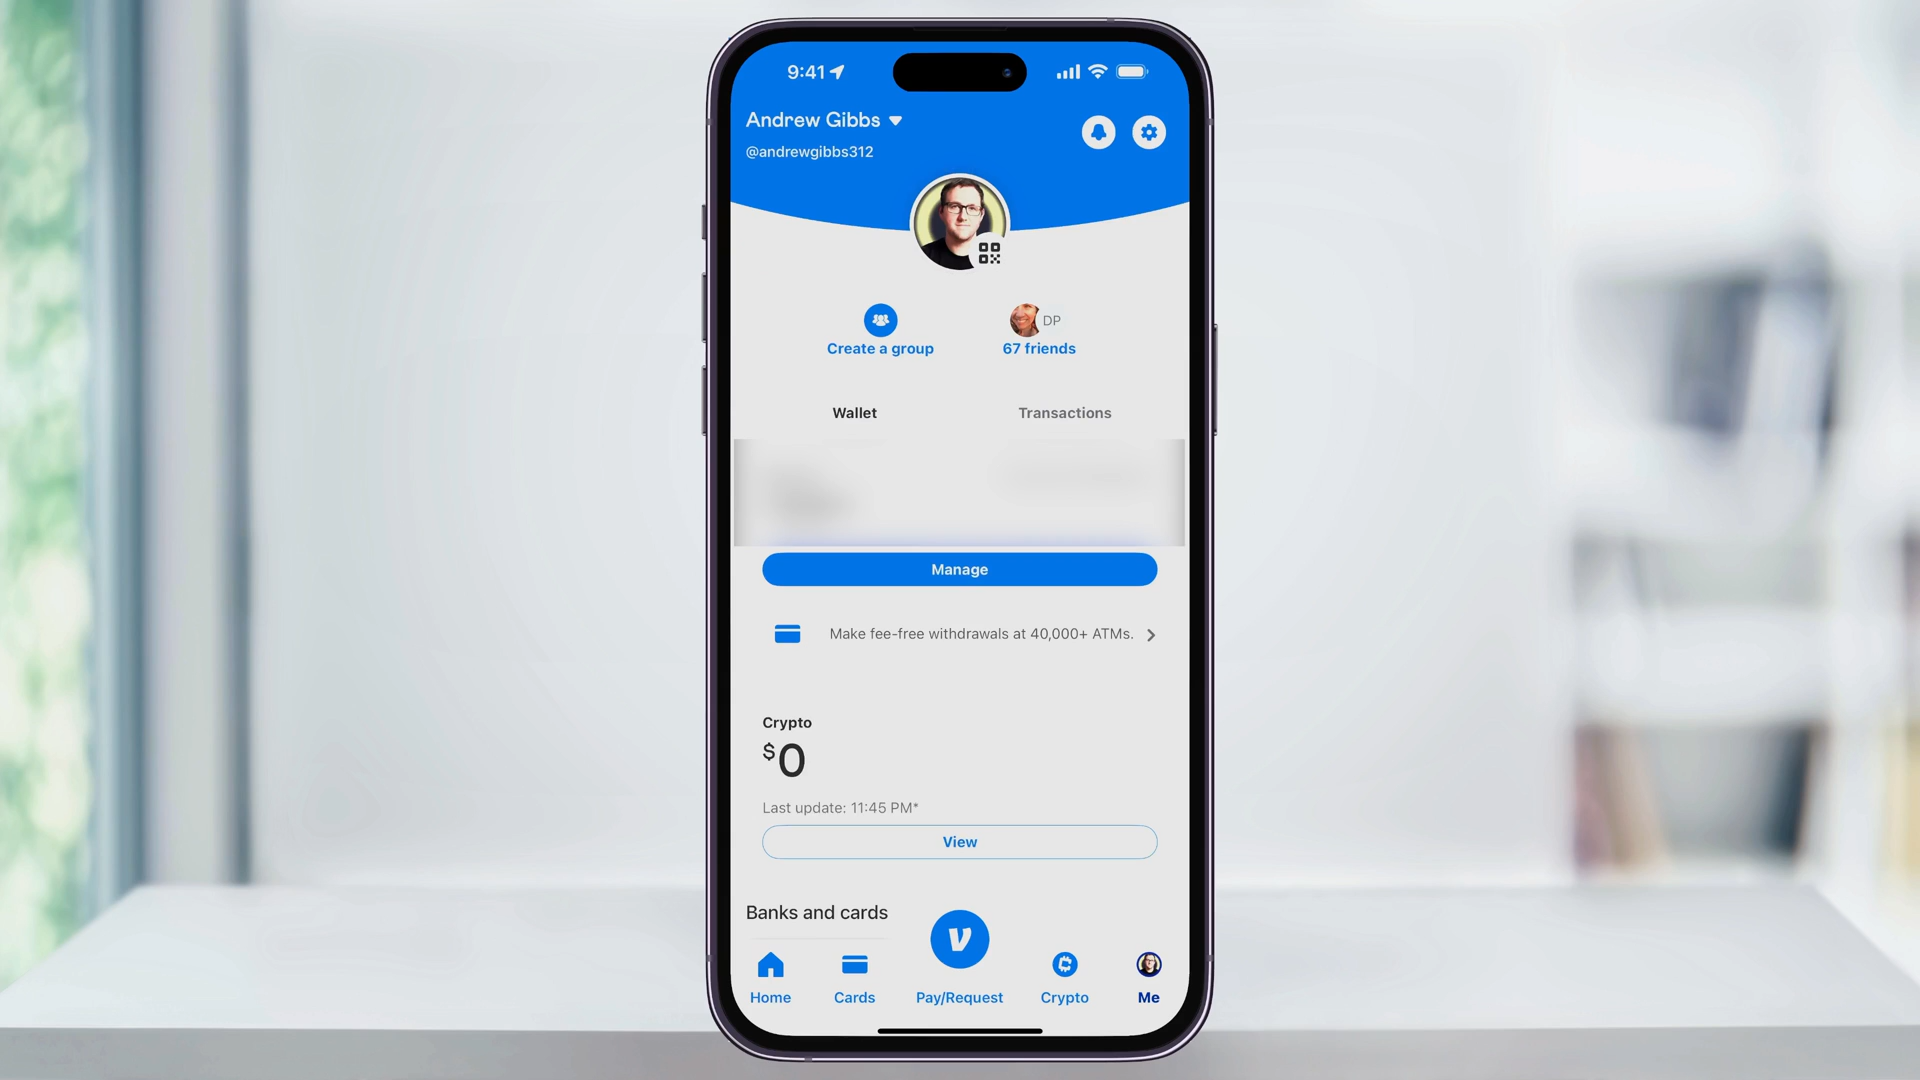 9:41
Andrew Gibbs
@andrewgibbs312
DP
Create a group
67 friends
Wallet
Transactions
Manage
Make fee-free withdrawals at 40,000+ ATMs.
Crypto
$0
Last update: 11:45 PM*
View
Banks and cards
Home
Cards
Pay/Request
Crypto
Me